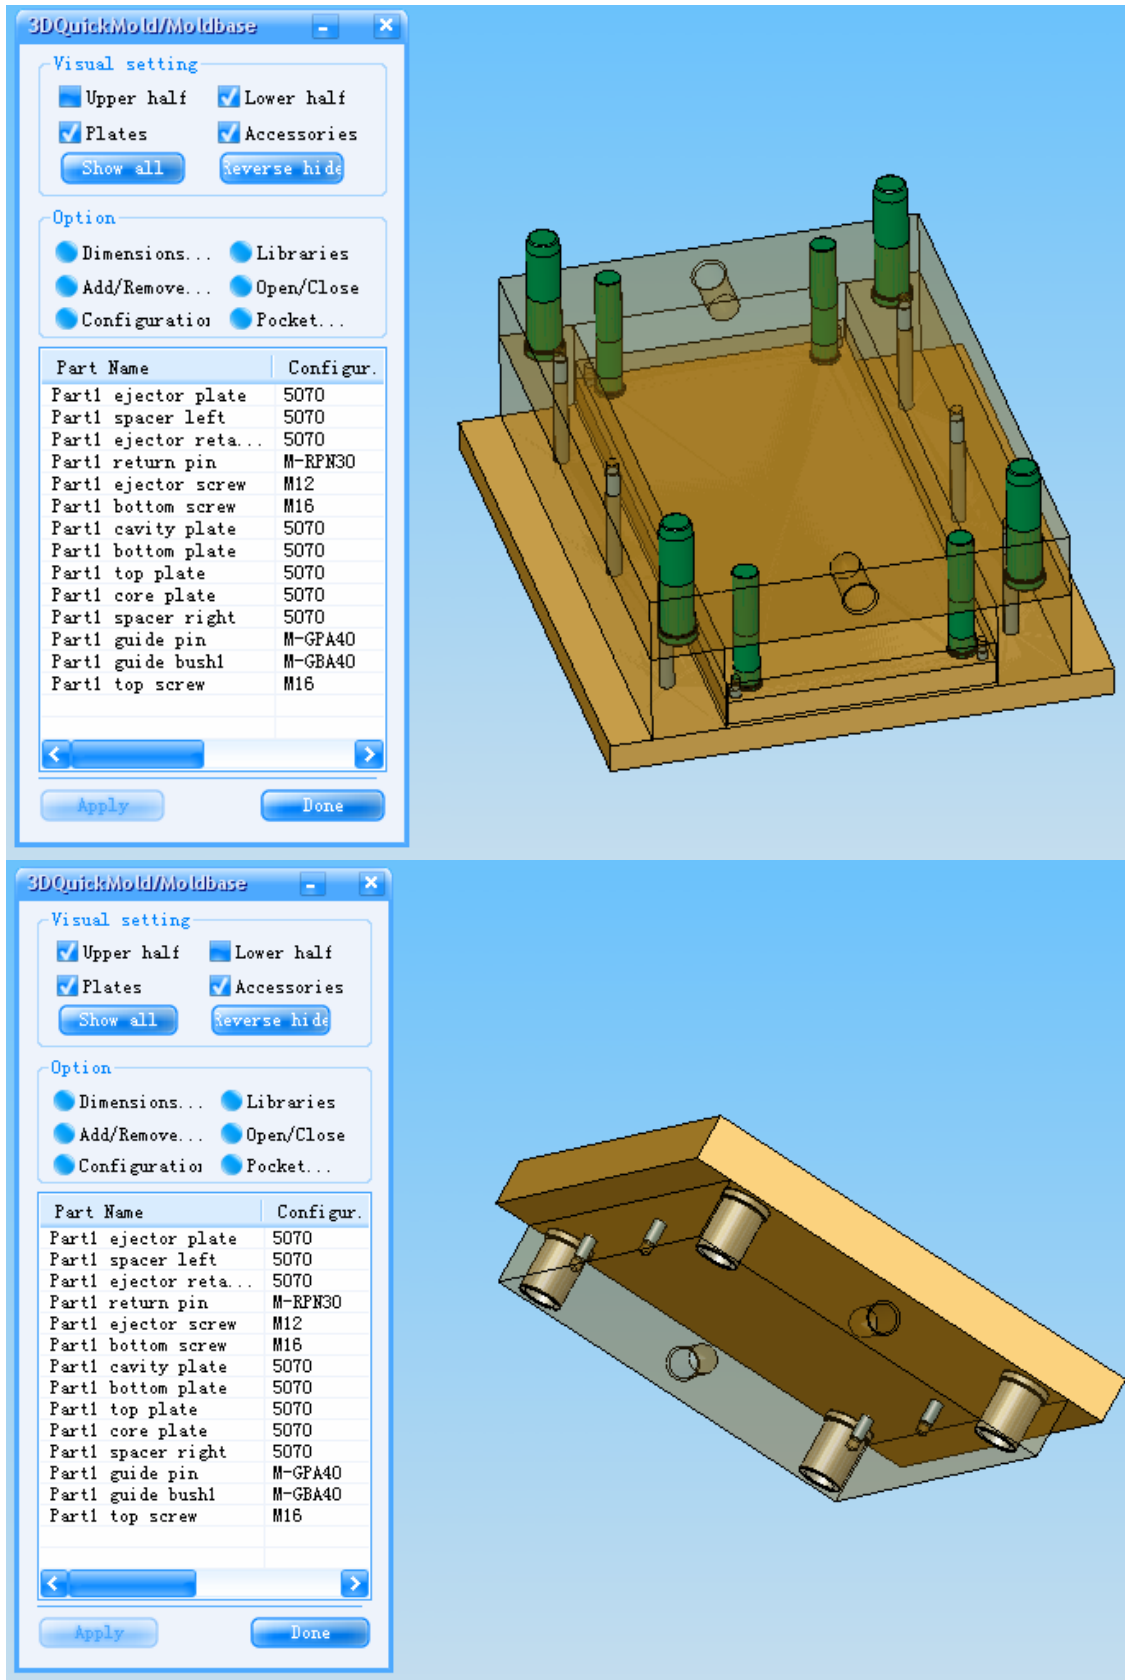 3DQuickMold/Moldbase
Visual setting
Upper half Lower half
Plates Accessories
Show all Reverse hide
Option
Dimensions... Libraries
Add/Remove... Open/Close
Configuration Pocket...
Part Name Configur.
Part1 ejector plate 5070
Part1 spacer left 5070
Part1 ejector reta... 5070
Part1 return pin M-RPN30
Part1 ejector screw M12
Part1 bottom screw M16
Part1 cavity plate 5070
Part1 bottom plate 5070
Part1 top plate 5070
Part1 core plate 5070
Part1 spacer right 5070
Part1 guide pin M-GPA40
Part1 guide bush1 M-GBA40
Part1 top screw M16
Apply Done
3DQuickMold/Moldbase
Visual setting
Upper half Lower half
Plates Accessories
Show all Reverse hide
Option
Dimensions... Libraries
Add/Remove... Open/Close
Configuration Pocket...
Part Name Configur.
Part1 ejector plate 5070
Part1 spacer left 5070
Part1 ejector reta... 5070
Part1 return pin M-RPN30
Part1 ejector screw M12
Part1 bottom screw M16
Part1 cavity plate 5070
Part1 bottom plate 5070
Part1 top plate 5070
Part1 core plate 5070
Part1 spacer right 5070
Part1 guide pin M-GPA40
Part1 guide bush1 M-GBA40
Part1 top screw M16
Apply Done